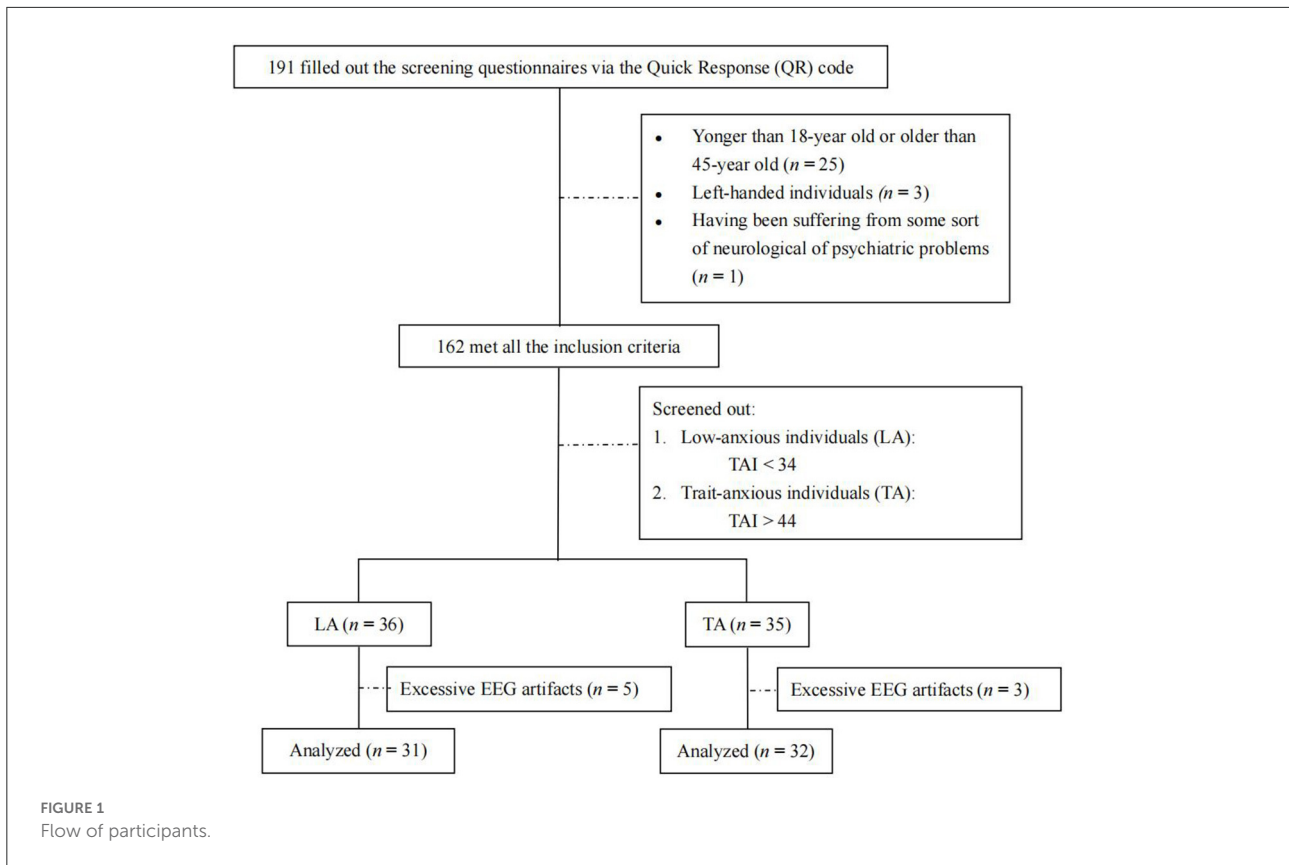 191 filled out the screening questionnaires via the Quick Response (QR) code
• Yonger than 18-year old or older than
45-year old (n = 25)
• Left-handed individuals (n = 3)
• Having been suffering from some sort
of neurological of psychiatric problems
(n = 1)
162 met all the inclusion criteria
Screened out:
1. Low-anxious individuals (LA):
TAI < 34
2. Trait-anxious individuals (TA):
TAI > 44
LA (n = 36)
TA (n = 35)
Excessive EEG artifacts (n = 5)
Excessive EEG artifacts (n = 3)
Analyzed (n = 31)
Analyzed (n = 32)
FIGURE 1
Flow of participants.